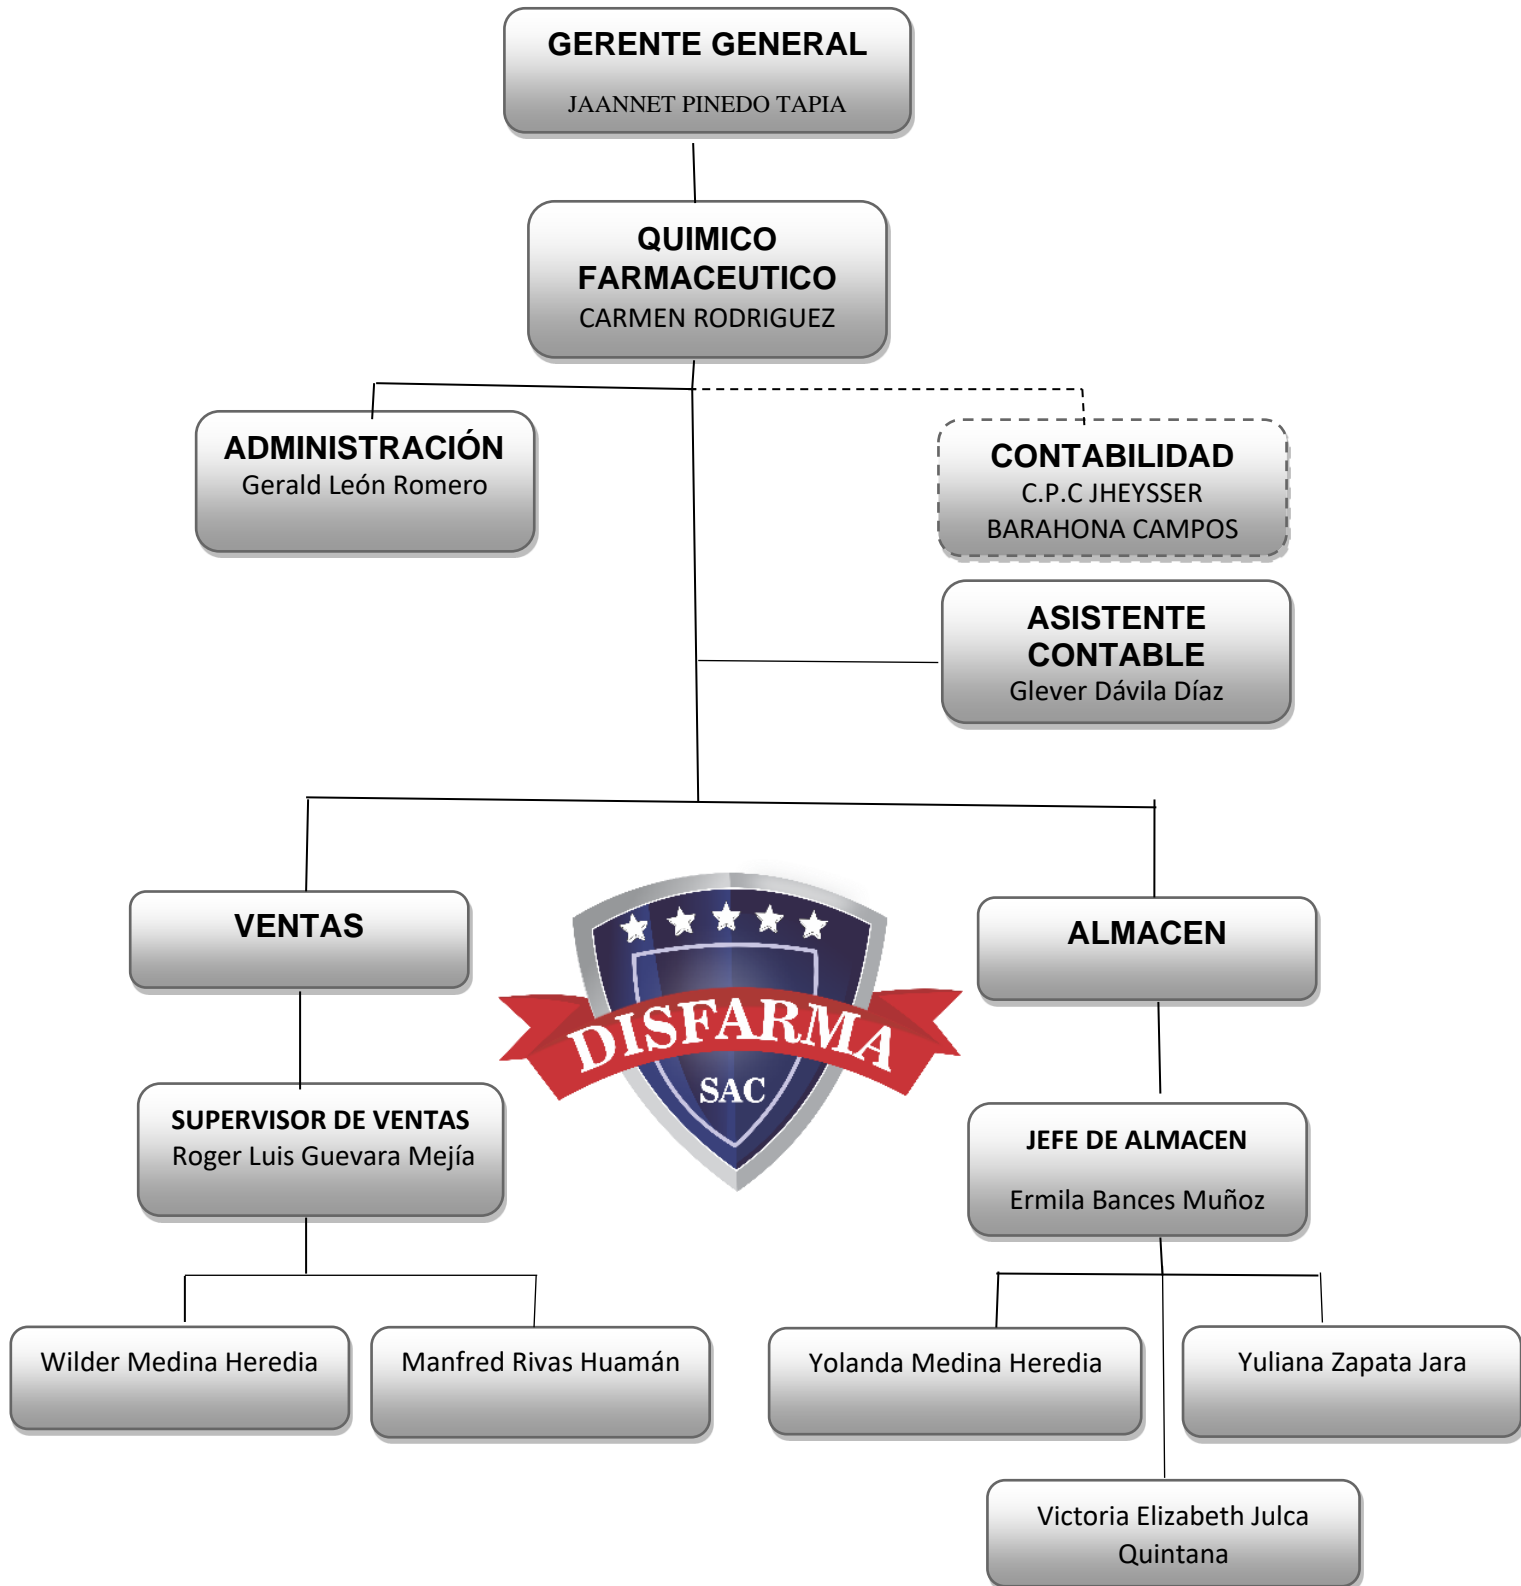 GERENTE GENERAL
JAANNET PINEDO TAPIA
QUIMICO
FARMACEUTICO
CARMEN RODRIGUEZ
ADMINISTRACIÓN
Gerald León Romero
CONTABILIDAD
C.P.C JHEYSSER
BARAHONA CAMPOS
ASISTENTE
CONTABLE
Glever Dávila Díaz
VENTAS
ALMACEN
DISFARMA
SAC
SUPERVISOR DE VENTAS
Roger Luis Guevara Mejía
JEFE DE ALMACEN
Ermila Bances Muñoz
Wilder Medina Heredia
Manfred Rivas Huamán
Yolanda Medina Heredia
Yuliana Zapata Jara
Victoria Elizabeth Julca
Quintana